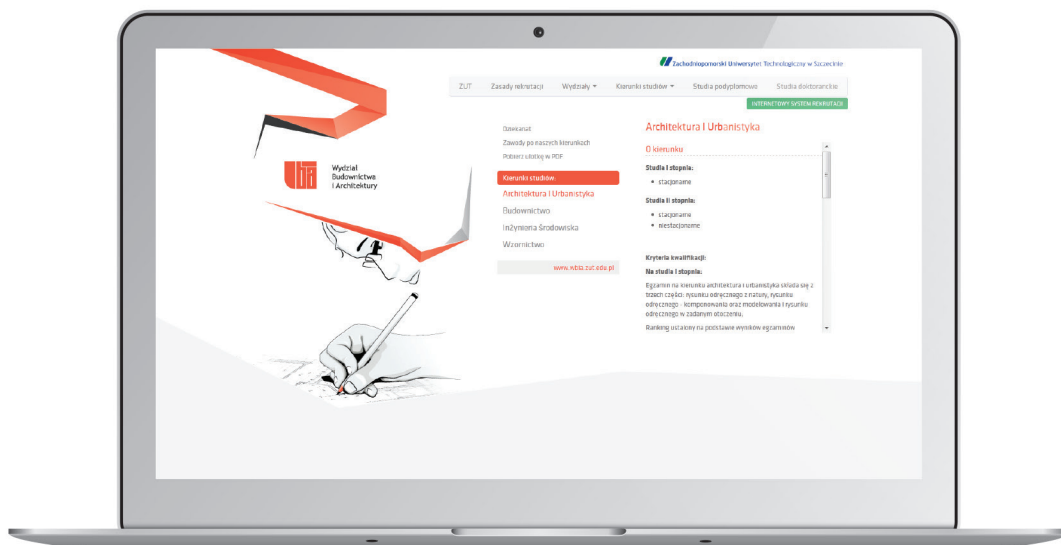 Zachodniopomorski Uniwersytet Technologiczny w Szczecinie
ZUT Zasady rekrutacji Wydziały Kierunki studiów Studia podyplomowe Studia doktoranckie
INTERNETOWY SYSTEM REKRUTACJI
Wydział
Budownictwa
i Architektury
Dziekanat
Zawody po naszych kierunkach
Pobierz ulotkę w PDF
Kierunki studiów:
Architektura i Urbanistyka
Budownictwo
Inżynieria Środowiska
Wzornictwo
www.wbia.zut.edu.pl
Architektura i Urbanistyka
O kierunku
Studia I stopnia:
stacjonarne
Studia II stopnia:
stacjonarne
niestacjonarne
Kryteria kwalifikacji:
Na studia I stopnia:
Egzamin na kierunku architektura i urbanistyka składa się z
trzech części: rysunku odręcznego z natury, rysunku
odręcznego - komponowania oraz modelowania i rysunku
odręcznego w zadanym otoczeniu.
Ranking ustalony na podstawie wyników egzaminów